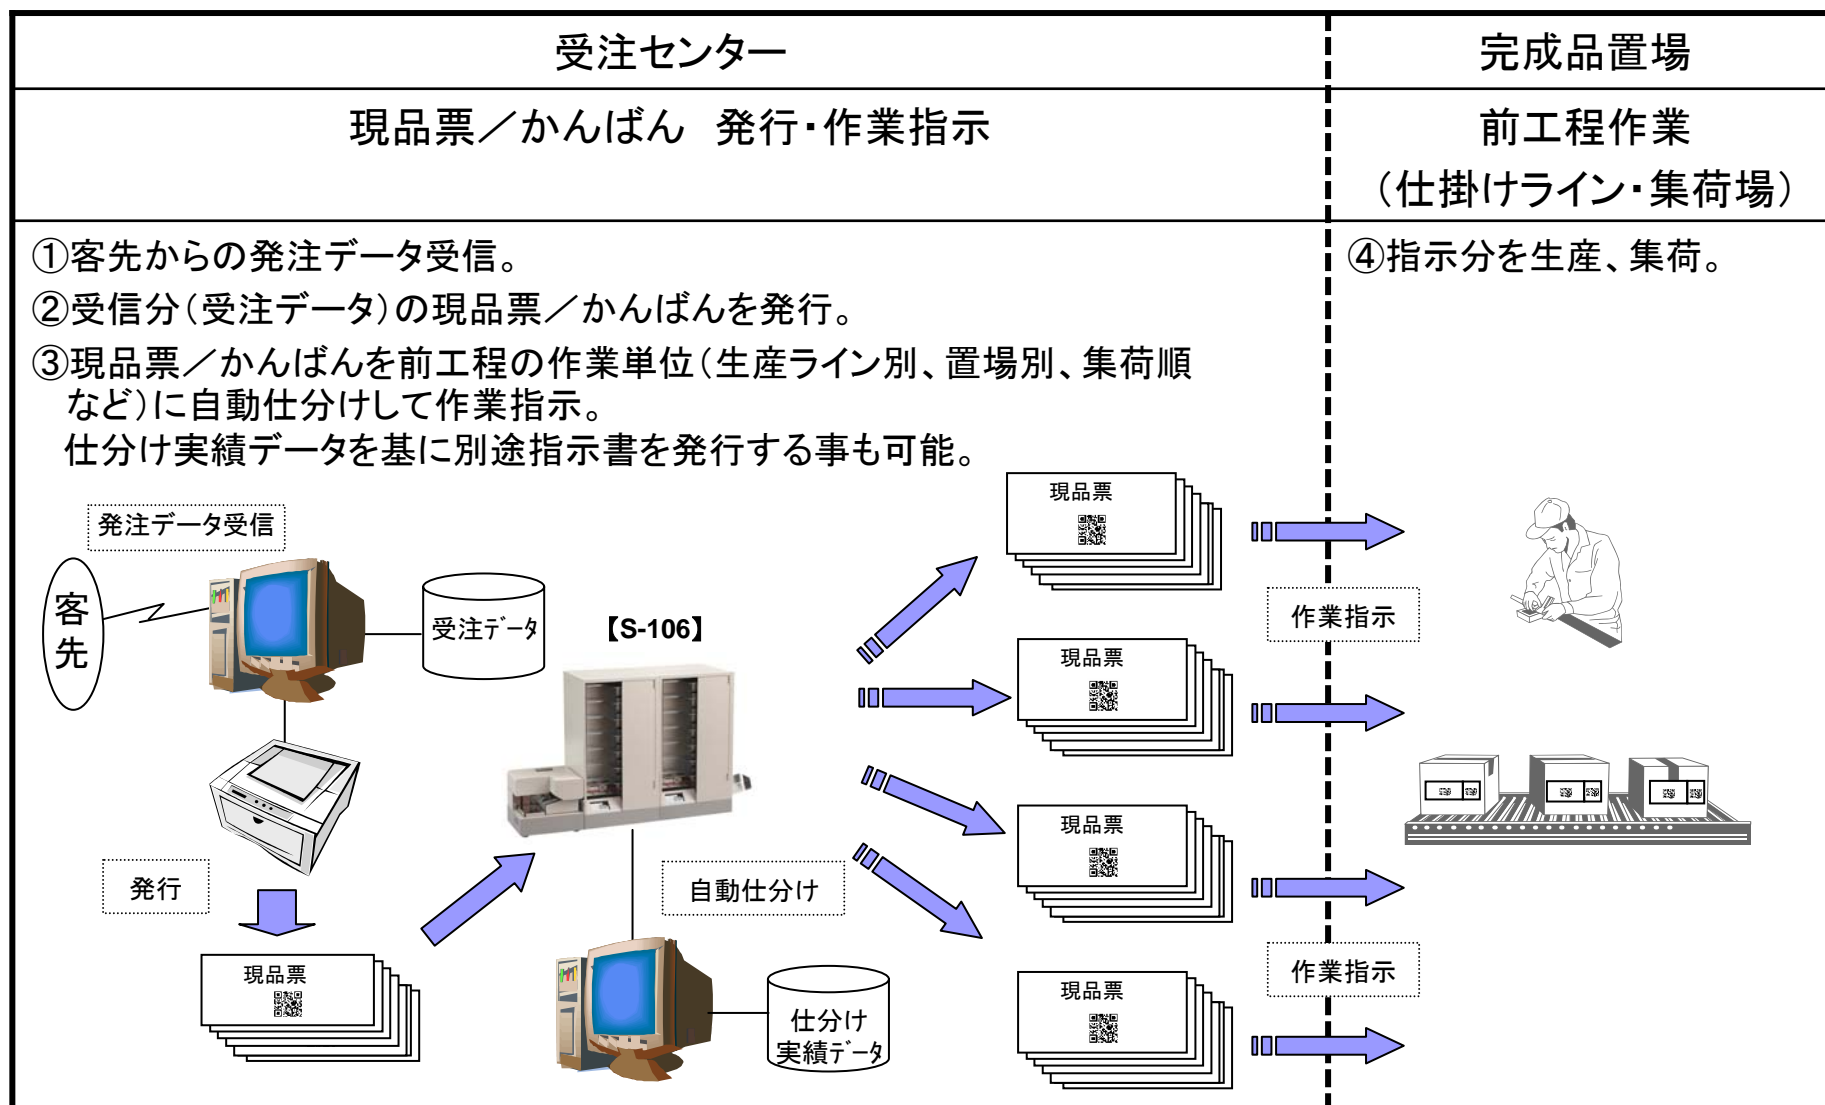 受注センター
完成品置場
現品票／かんばん　発行・作業指示
前工程作業
（仕掛けライン・集荷場）
①客先からの発注データ受信。
②受信分（受注データ）の現品票／かんばんを発行。
③現品票／かんばんを前工程の作業単位（生産ライン別、置場別、集荷順
など）に自動仕分けして作業指示。
仕分け実績データを基に別途指示書を発行する事も可能。
④指示分を生産、集荷。
発注データ受信
客先
受注ﾃﾞｰﾀ
【S-106】
現品票
現品票
現品票
現品票
作業指示
発行
自動仕分け
現品票
仕分け
実績ﾃﾞｰﾀ
作業指示